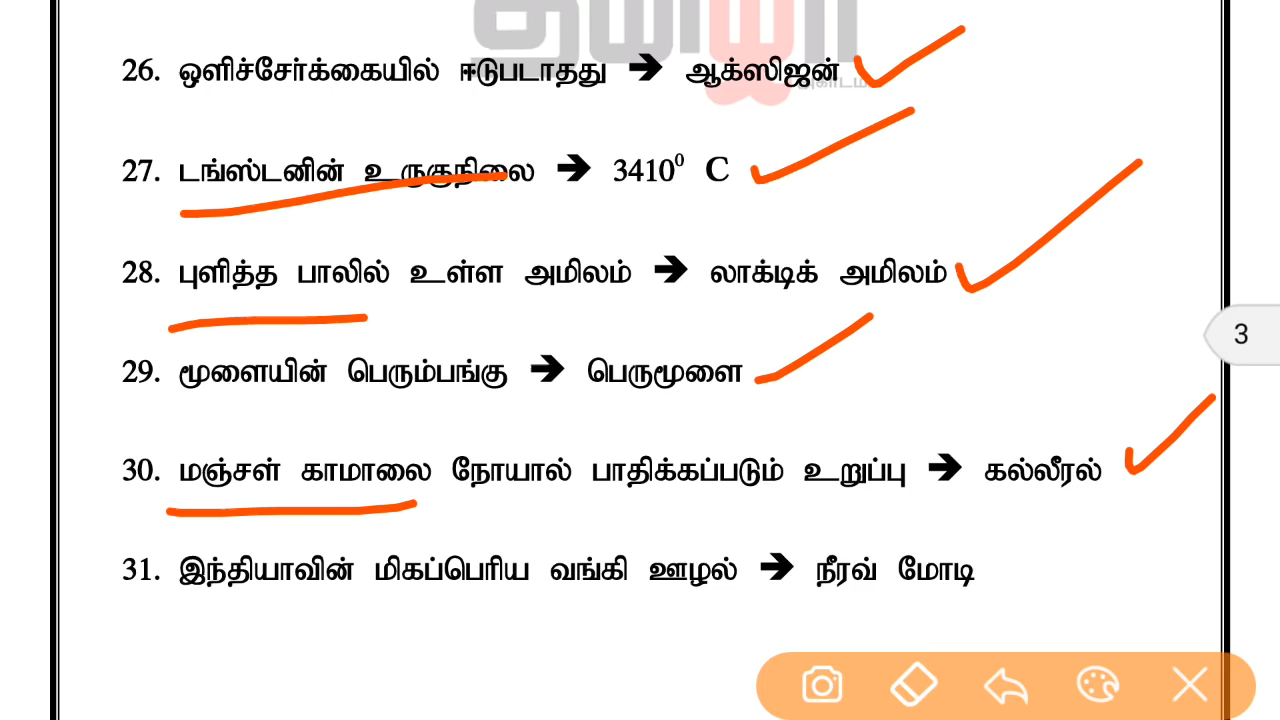 26. ஒளிச்சேர்க்கையில் ஈடுபடாதது ➔ ஆக்ஸிஜன்
27. டங்ஸ்டனின் உருகுநிலை ➔ 3410⁰ C
28. புளித்த பாலில் உள்ள அமிலம் ➔ லாக்டிக் அமிலம்
29. மூளையின் பெரும்பங்கு ➔ பெருமூளை
3
30. மஞ்சள் காமாலை நோயால் பாதிக்கப்படும் உறுப்பு ➔ கல்லீரல்
31. இந்தியாவின் மிகப்பெரிய வங்கி ஊழல் ➔ நீரவ் மோடி